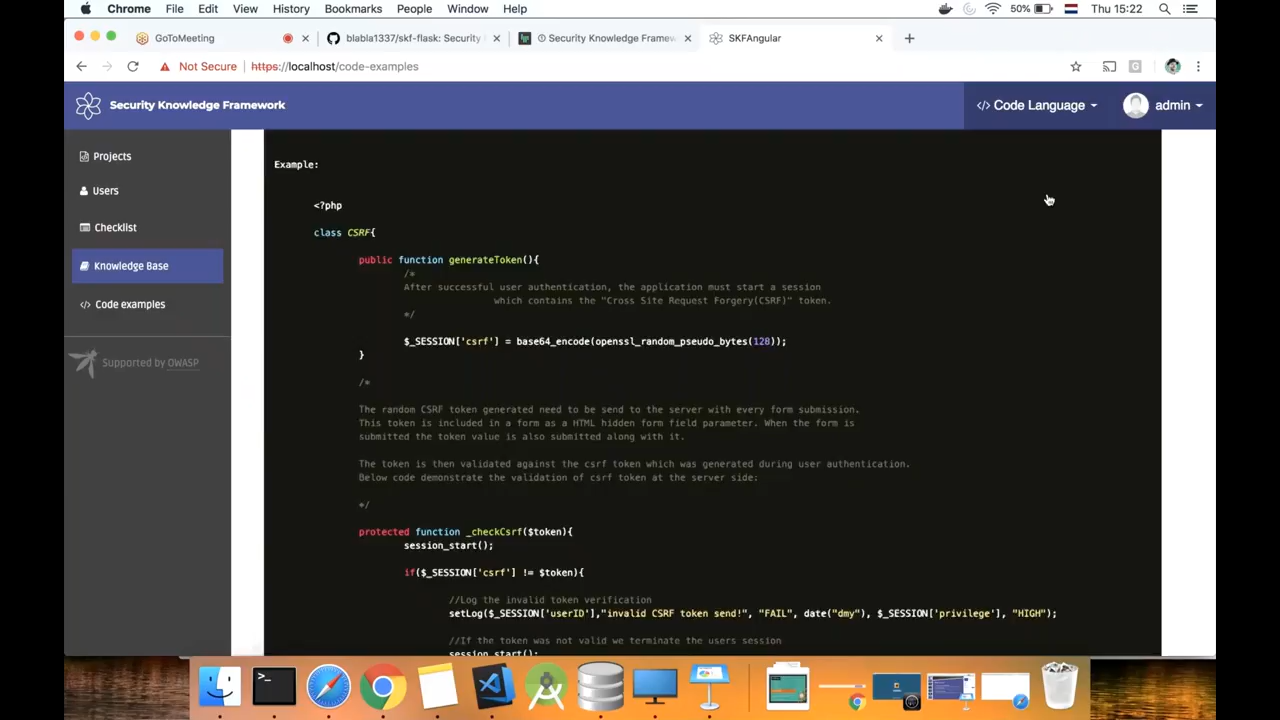 Chrome File Edit View History Bookmarks People Window Help 50% Thu 15:22
GoToMeeting blabla1337/skf-flask: Security Security Knowledge Framew SKFAngular
Not Secure https://localhost/code-examples
Security Knowledge Framework </> Code Language admin
Projects
Users
Checklist
Knowledge Base
</> Code examples
Supported by OWASP
Example:
<?php
class CSRF{
public function generateToken(){
/*
After successful user authentication, the application must start a session
which contains the "Cross Site Request Forgery(CSRF)" token.
*/
$_SESSION['csrf'] = base64_encode(openssl_random_pseudo_bytes(128));
}
/*
The random CSRF token generated need to be send to the server with every form submission.
This token is included in a form as a HTML hidden form field parameter. When the form is
submitted the token value is also submitted along with it.
The token is then validated against the csrf token which was generated during user authentication.
Below code demonstrate the validation of csrf token at the server side:
*/
protected function _checkCsrf($token){
session_start();
if($_SESSION['csrf'] != $token){
//Log the invalid token verification
setLog($_SESSION['userID'],"invalid CSRF token send!", "FAIL", date("dmy"), $_SESSION['privilege'], "HIGH");
//If the token was not valid we terminate the users session
session_start();